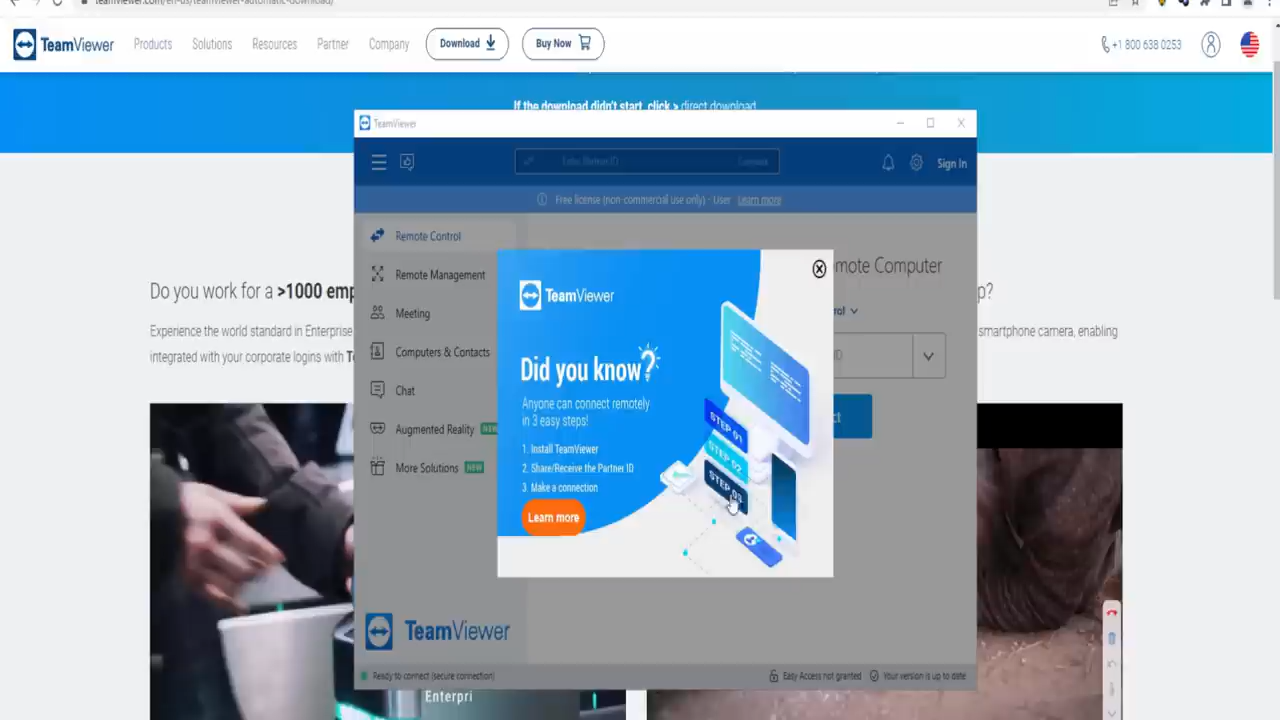 teamviewer.com/en-us/teamviewer-automatic-download/
TeamViewer Products Solutions Resources Partner Company Download Buy Now +1 800 638 0253
If the download didn't start, click > direct download
TeamViewer
Enter Partner ID Connect
Sign In
Free license (non-commercial use only) - User Learn more
Remote Control
Remote Management
Meeting
Computers & Contacts
Chat
Augmented Reality NEW
More Solutions NEW
TeamViewer
Ready to connect (secure connection) Easy Access not granted Your version is up to date
mote Computer
rol
ID
ct
TeamViewer
Did you know?
Anyone can connect remotely
in 3 easy steps!
1. Install TeamViewer
2. Share/Receive the Partner ID
3. Make a connection
Learn more
STEP 01
STEP 02
STEP 03
Do you work for a >1000 emp
p?
Experience the world standard in Enterprise
smartphone camera, enabling
integrated with your corporate logins with
Enterpri